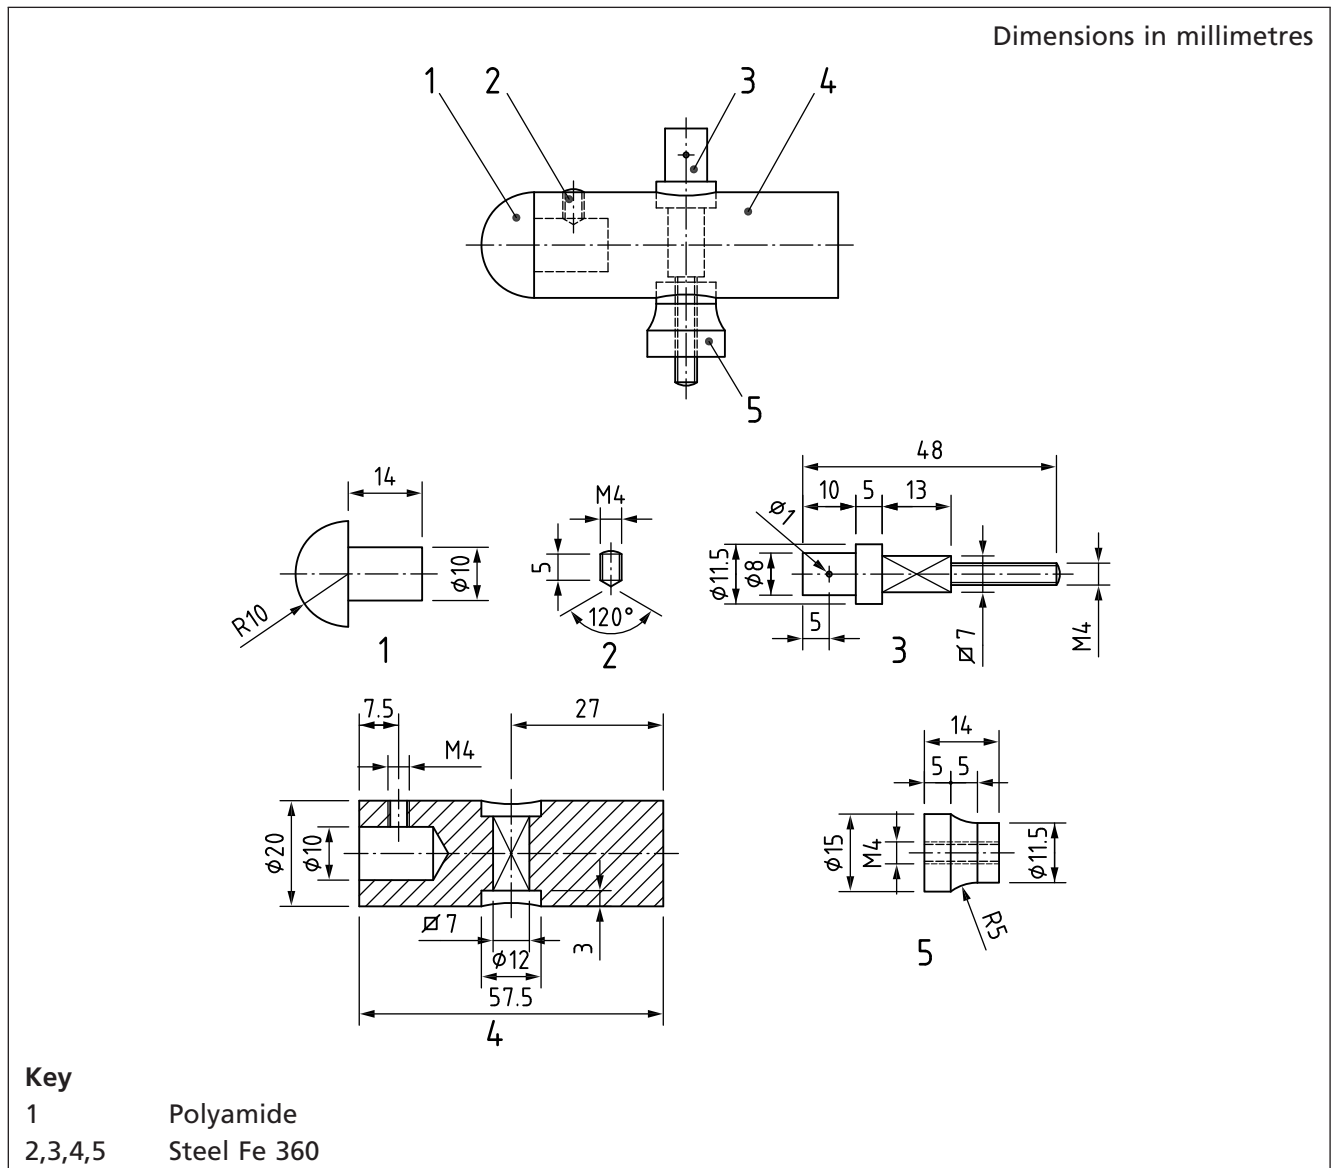 Dimensions in millimetres
1 2 3 4
5
48
14 M4 10 5 13
⌀1
5 ⌀10 ⌀11.5 ⌀8
R10 120° 5 □7 M4
1 2 3
7.5 27
M4 14
5 5
⌀20 ⌀10 ⌀15 M4 ⌀11.5
□7 3 R5
⌀12 5
57.5
4
Key
1 Polyamide
2,3,4,5 Steel Fe 360